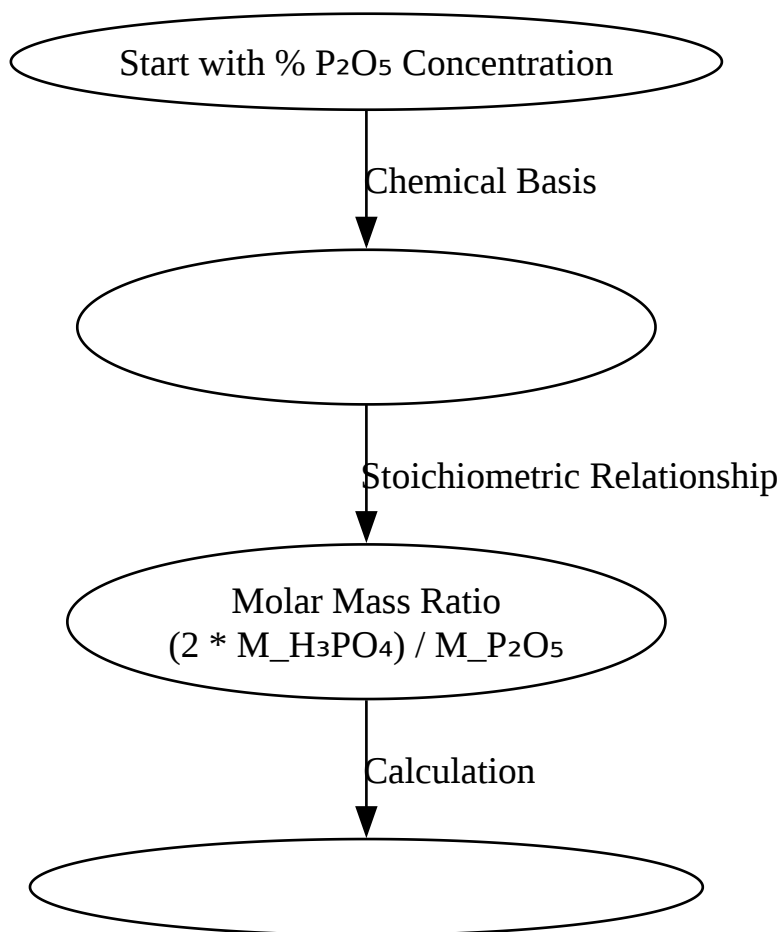 Start with % P₂O₅ Concentration
Chemical Basis
Stoichiometric Relationship
Molar Mass Ratio
(2 * M_H₃PO₄) / M_P₂O₅
Calculation